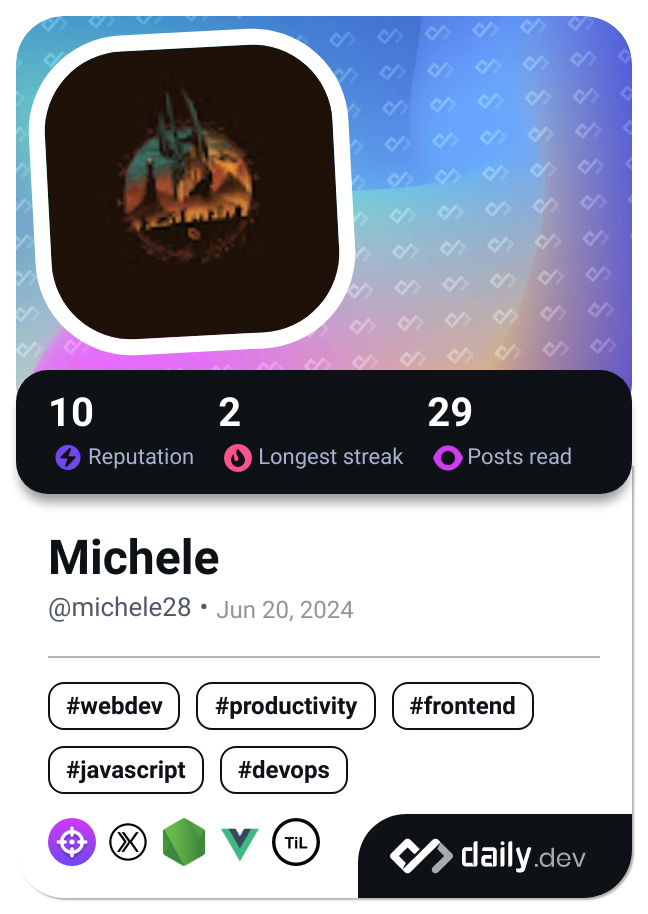 10 2 29
Reputation Longest streak Posts read
Michele
@michele28 • Jun 20, 2024
#webdev #productivity #frontend
#javascript #devops
TiL
daily.dev